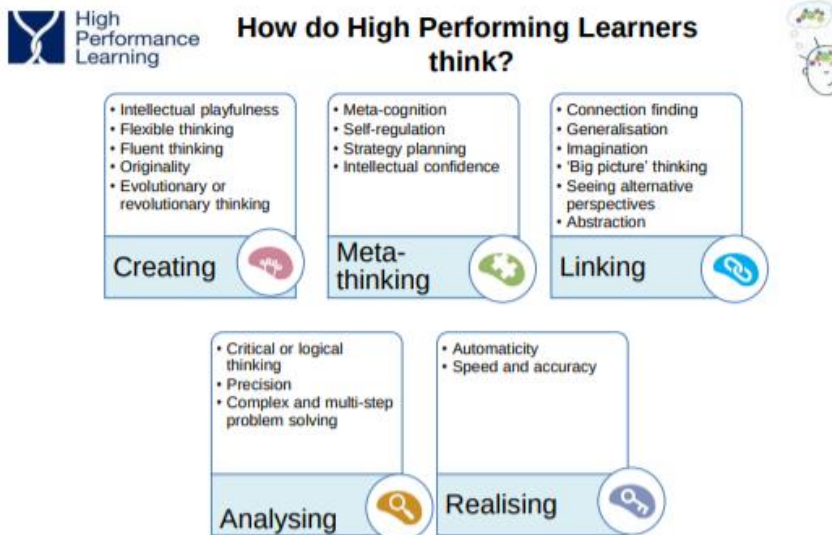 High
Performance
Learning
How do High Performing Learners
think?
• Intellectual playfulness
• Flexible thinking
• Fluent thinking
• Originality
• Evolutionary or
revolutionary thinking
Creating
• Meta-cognition
• Self-regulation
• Strategy planning
• Intellectual confidence
Meta-
thinking
• Connection finding
• Generalisation
• Imagination
• 'Big picture' thinking
• Seeing alternative
perspectives
• Abstraction
Linking
• Critical or logical
thinking
• Precision
• Complex and multi-step
problem solving
Analysing
• Automaticity
• Speed and accuracy
Realising